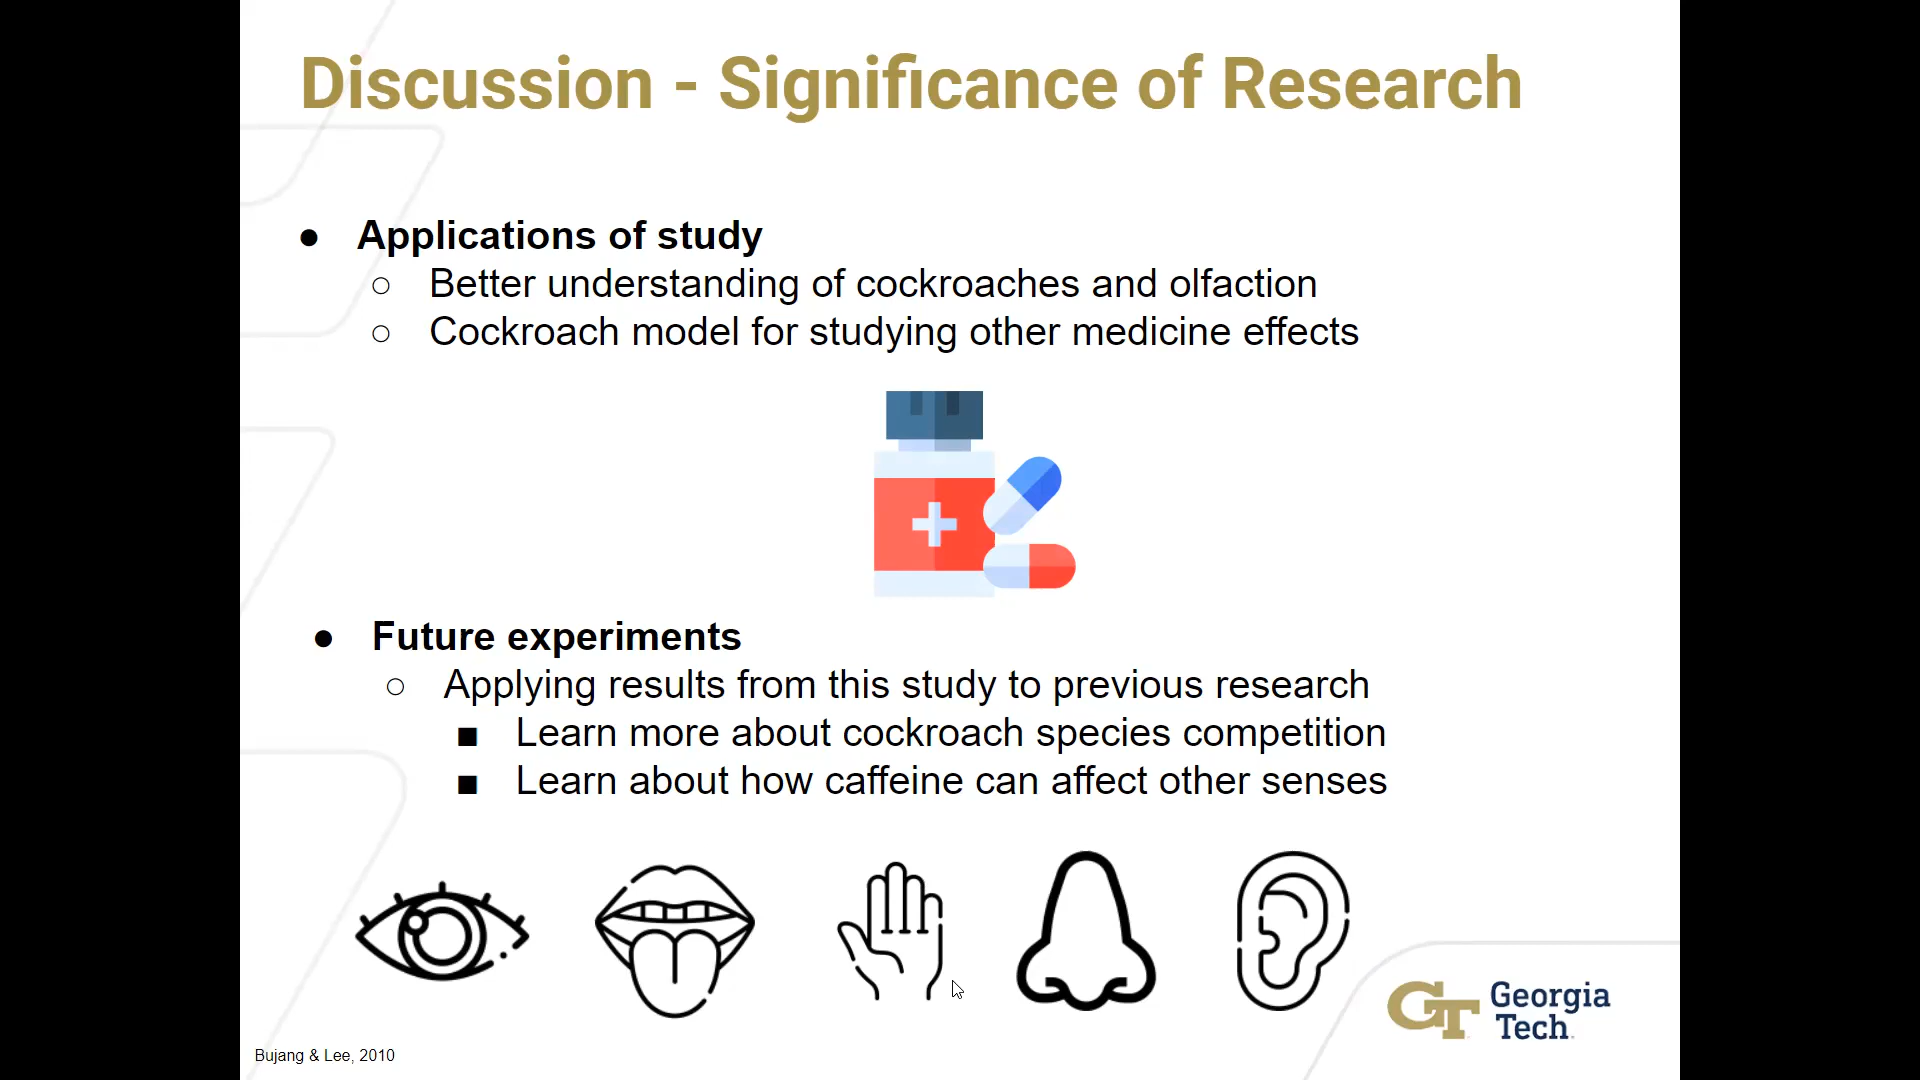 Discussion - Significance of Research
● Applications of study
○ Better understanding of cockroaches and olfaction
○ Cockroach model for studying other medicine effects
● Future experiments
○ Applying results from this study to previous research
■ Learn more about cockroach species competition
■ Learn about how caffeine can affect other senses
GT Georgia
Tech
Bujang & Lee, 2010